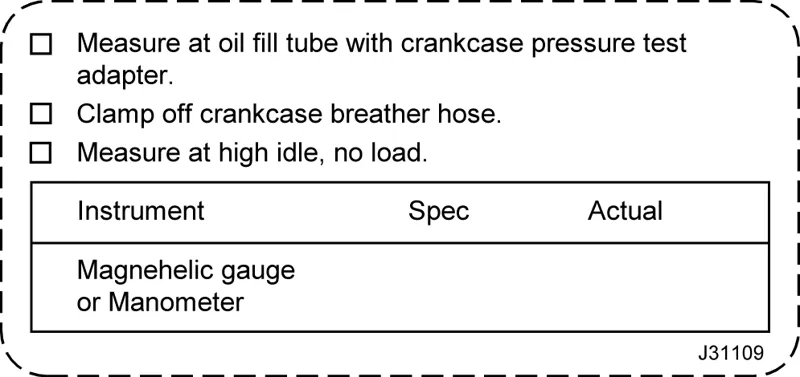 Measure at oil fill tube with crankcase pressure test
adapter.
Clamp off crankcase breather hose.
Measure at high idle, no load.
Instrument Spec Actual
Magnehelic gauge
or Manometer
J31109